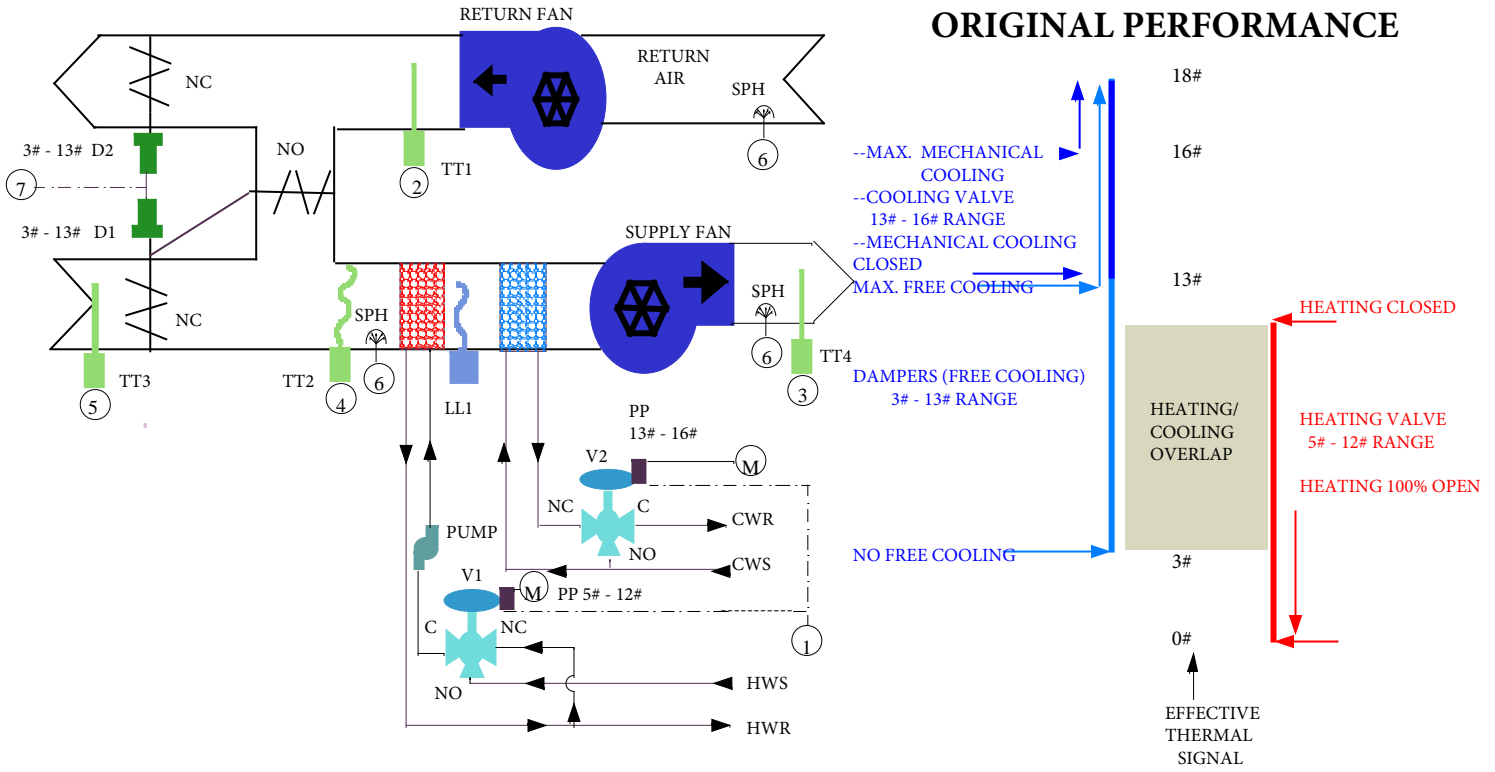 RETURN FAN
ORIGINAL PERFORMANCE
RETURN
AIR
NC
SPH
18#
3# - 13# D2
NO
TT1
7
2
6
3# - 13# D1
--MAX. MECHANICAL
COOLING
16#
--COOLING VALVE
13# - 16# RANGE
--MECHANICAL COOLING
CLOSED
MAX. FREE COOLING
13#
SUPPLY FAN
NC
SPH
SPH
HEATING CLOSED
TT3
TT2
6
LL1
6
TT4
5
4
3
DAMPERS (FREE COOLING)
3# - 13# RANGE
HEATING/
COOLING
OVERLAP
HEATING VALVE
5# - 12# RANGE
HEATING 100% OPEN
PP
13# - 16#
V2
M
NC
C
CWR
NO
CWS
PUMP
NO FREE COOLING
3#
V1
M
PP 5# - 12#
C
NC
1
0#
NO
HWS
HWR
EFFECTIVE
THERMAL
SIGNAL